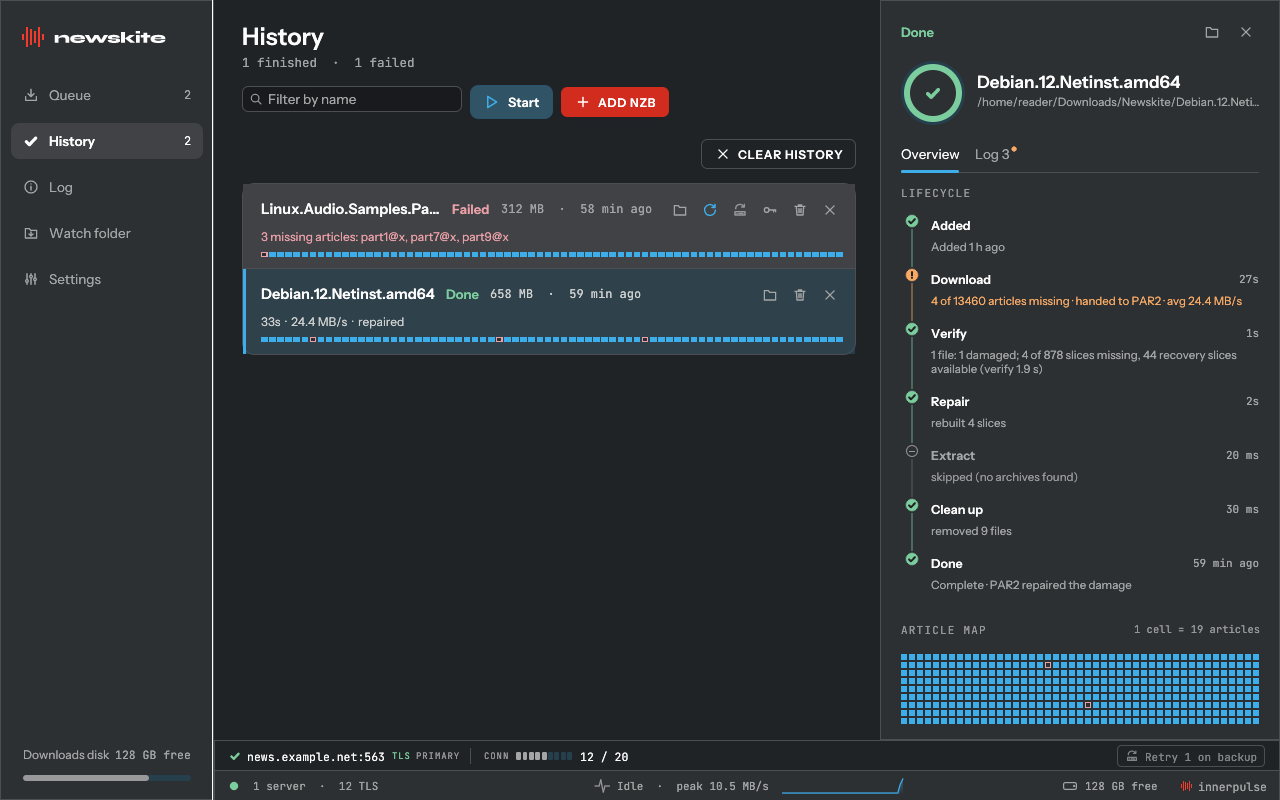 newskite
Queue 2
History 2
Log
Watch folder
Settings
Downloads disk 128 GB free
History
1 finished · 1 failed
Filter by name
Start
ADD NZB
CLEAR HISTORY
Linux.Audio.Samples.Pa... Failed 312 MB · 58 min ago
3 missing articles: part1@x, part7@x, part9@x
Debian.12.Netinst.amd64 Done 658 MB · 59 min ago
33s · 24.4 MB/s · repaired
Done
Debian.12.Netinst.amd64
/home/reader/Downloads/Newskite/Debian.12.Neti...
Overview Log 3
LIFECYCLE
Added
Added 1 h ago
Download 27s
4 of 13460 articles missing · handed to PAR2 · avg 24.4 MB/s
Verify 1s
1 file: 1 damaged; 4 of 878 slices missing, 44 recovery slices
available (verify 1.9 s)
Repair 2s
rebuilt 4 slices
Extract 20 ms
skipped (no archives found)
Clean up 30 ms
removed 9 files
Done 59 min ago
Complete · PAR2 repaired the damage
ARTICLE MAP 1 cell = 19 articles
news.example.net:563 TLS PRIMARY CONN 12 / 20 Retry 1 on backup
1 server · 12 TLS Idle · peak 10.5 MB/s 128 GB free innerpulse